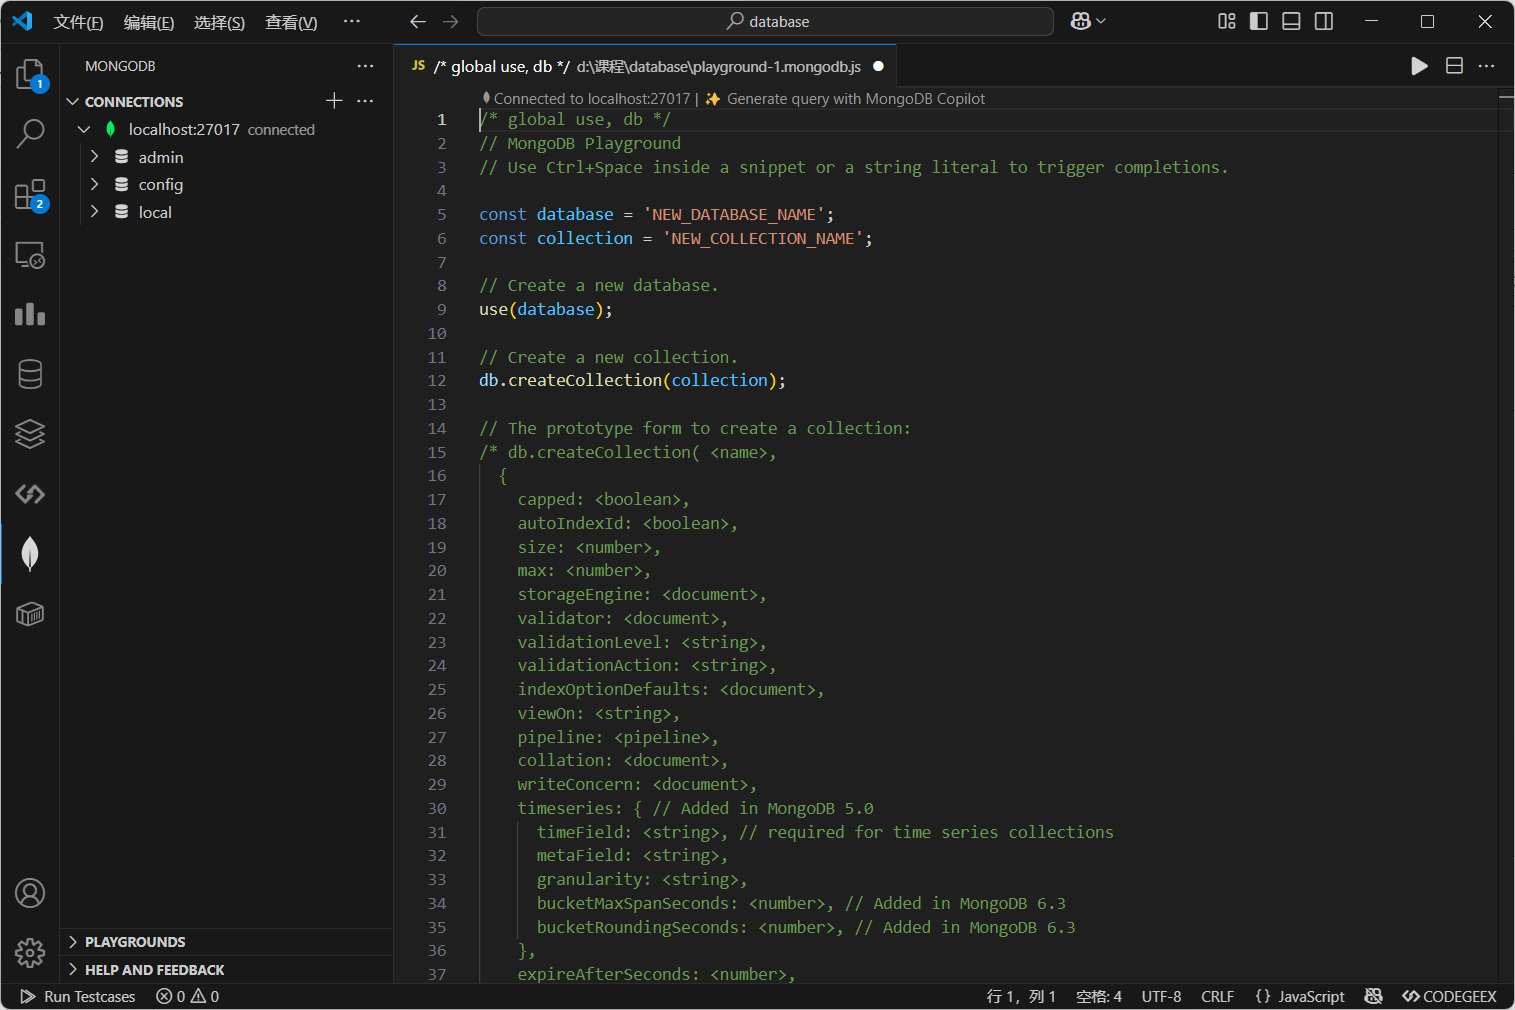 文件(F) 编辑(E) 选择(S) 查看(V) ··· database
MONGODB ···
CONNECTIONS
localhost:27017 connected
admin
config
local
PLAYGROUNDS
HELP AND FEEDBACK
1
2
JS /* global use, db */ d:\课程\database\playground-1.mongodb.js
Connected to localhost:27017 | ✨ Generate query with MongoDB Copilot
1 /* global use, db */
2 // MongoDB Playground
3 // Use Ctrl+Space inside a snippet or a string literal to trigger completions.
4
5 const database = 'NEW_DATABASE_NAME';
6 const collection = 'NEW_COLLECTION_NAME';
7
8 // Create a new database.
9 use(database);
10
11 // Create a new collection.
12 db.createCollection(collection);
13
14 // The prototype form to create a collection:
15 /* db.createCollection( <name>,
16 {
17 capped: <boolean>,
18 autoIndexId: <boolean>,
19 size: <number>,
20 max: <number>,
21 storageEngine: <document>,
22 validator: <document>,
23 validationLevel: <string>,
24 validationAction: <string>,
25 indexOptionDefaults: <document>,
26 viewOn: <string>,
27 pipeline: <pipeline>,
28 collation: <document>,
29 writeConcern: <document>,
30 timeseries: { // Added in MongoDB 5.0
31 timeField: <string>, // required for time series collections
32 metaField: <string>,
33 granularity: <string>,
34 bucketMaxSpanSeconds: <number>, // Added in MongoDB 6.3
35 bucketRoundingSeconds: <number>, // Added in MongoDB 6.3
36 },
37 expireAfterSeconds: <number>,
Run Testcases 0 0 行 1，列 1 空格: 4 UTF-8 CRLF {} JavaScript CODEGEEX